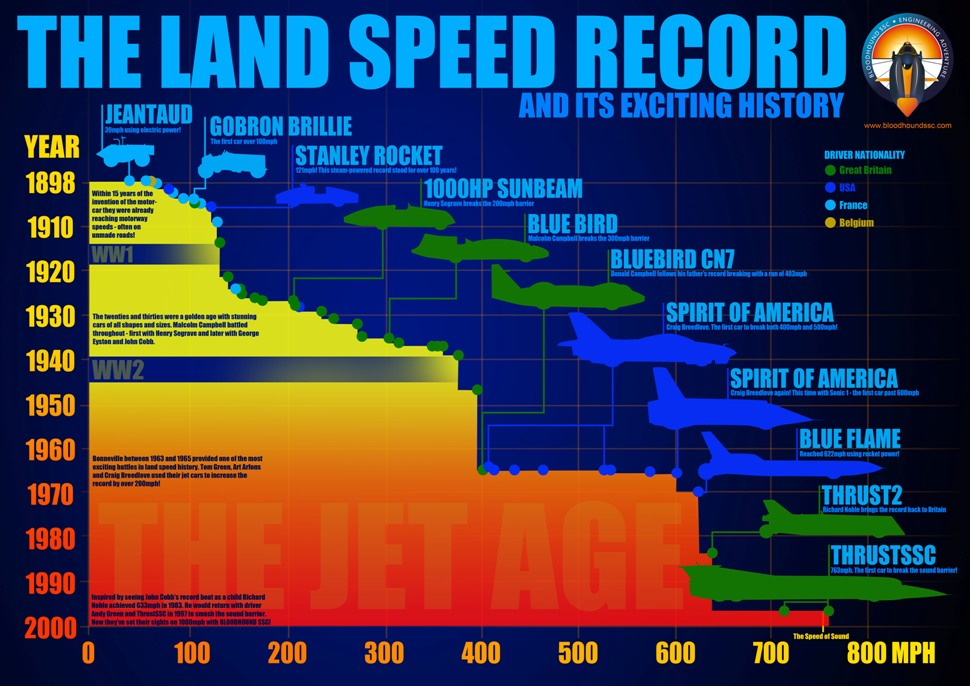 THE LAND SPEED RECORD
AND ITS EXCITING HISTORY
BLOODHOUND SSC • ENGINEERING ADVENTURE
www.bloodhoundssc.com
JEANTAUD
39mph using electric power!
GOBRON BRILLIE
The first car over 100mph
STANLEY ROCKET
121mph! This steam-powered record stood for over 100 years!
1000HP SUNBEAM
Henry Segrave breaks the 200mph barrier
BLUE BIRD
Malcolm Campbell breaks the 300mph barrier
BLUEBIRD CN7
Donald Campbell follows his father's record breaking with a run of 403mph
SPIRIT OF AMERICA
Craig Breedlove. The first car to break both 400mph and 500mph!
SPIRIT OF AMERICA
Craig Breedlove again! This time with Sonic 1 - the first car past 600mph
BLUE FLAME
Reached 622mph using rocket power!
THRUST2
Richard Noble brings the record back to Britain
THRUSTSSC
763mph. The first car to break the sound barrier!
DRIVER NATIONALITY
Great Britain
USA
France
Belgium
YEAR
1898
1910
1920
1930
1940
1950
1960
1970
1980
1990
2000
Within 15 years of the
invention of the motor-
car they were already
reaching motorway
speeds - often on
unmade roads!
WW1
The twenties and thirties were a golden age with stunning
cars of all shapes and sizes. Malcolm Campbell battled
throughout - first with Henry Segrave and later with George
Eyston and John Cobb.
WW2
Bonneville between 1963 and 1965 provided one of the most
exciting battles in land speed history. Tom Green, Art Arfons
and Craig Breedlove used their jet cars to increase the
record by over 200mph!
THE JET AGE
Inspired by seeing John Cobb's record boat as a child Richard
Noble achieved 633mph in 1983. He would return with driver
Andy Green and ThrustSSC in 1997 to smash the sound barrier.
Now they've set their sights on 1000mph with BLOODHOUND SSC!
The Speed of Sound
0 100 200 300 400 500 600 700 800 MPH